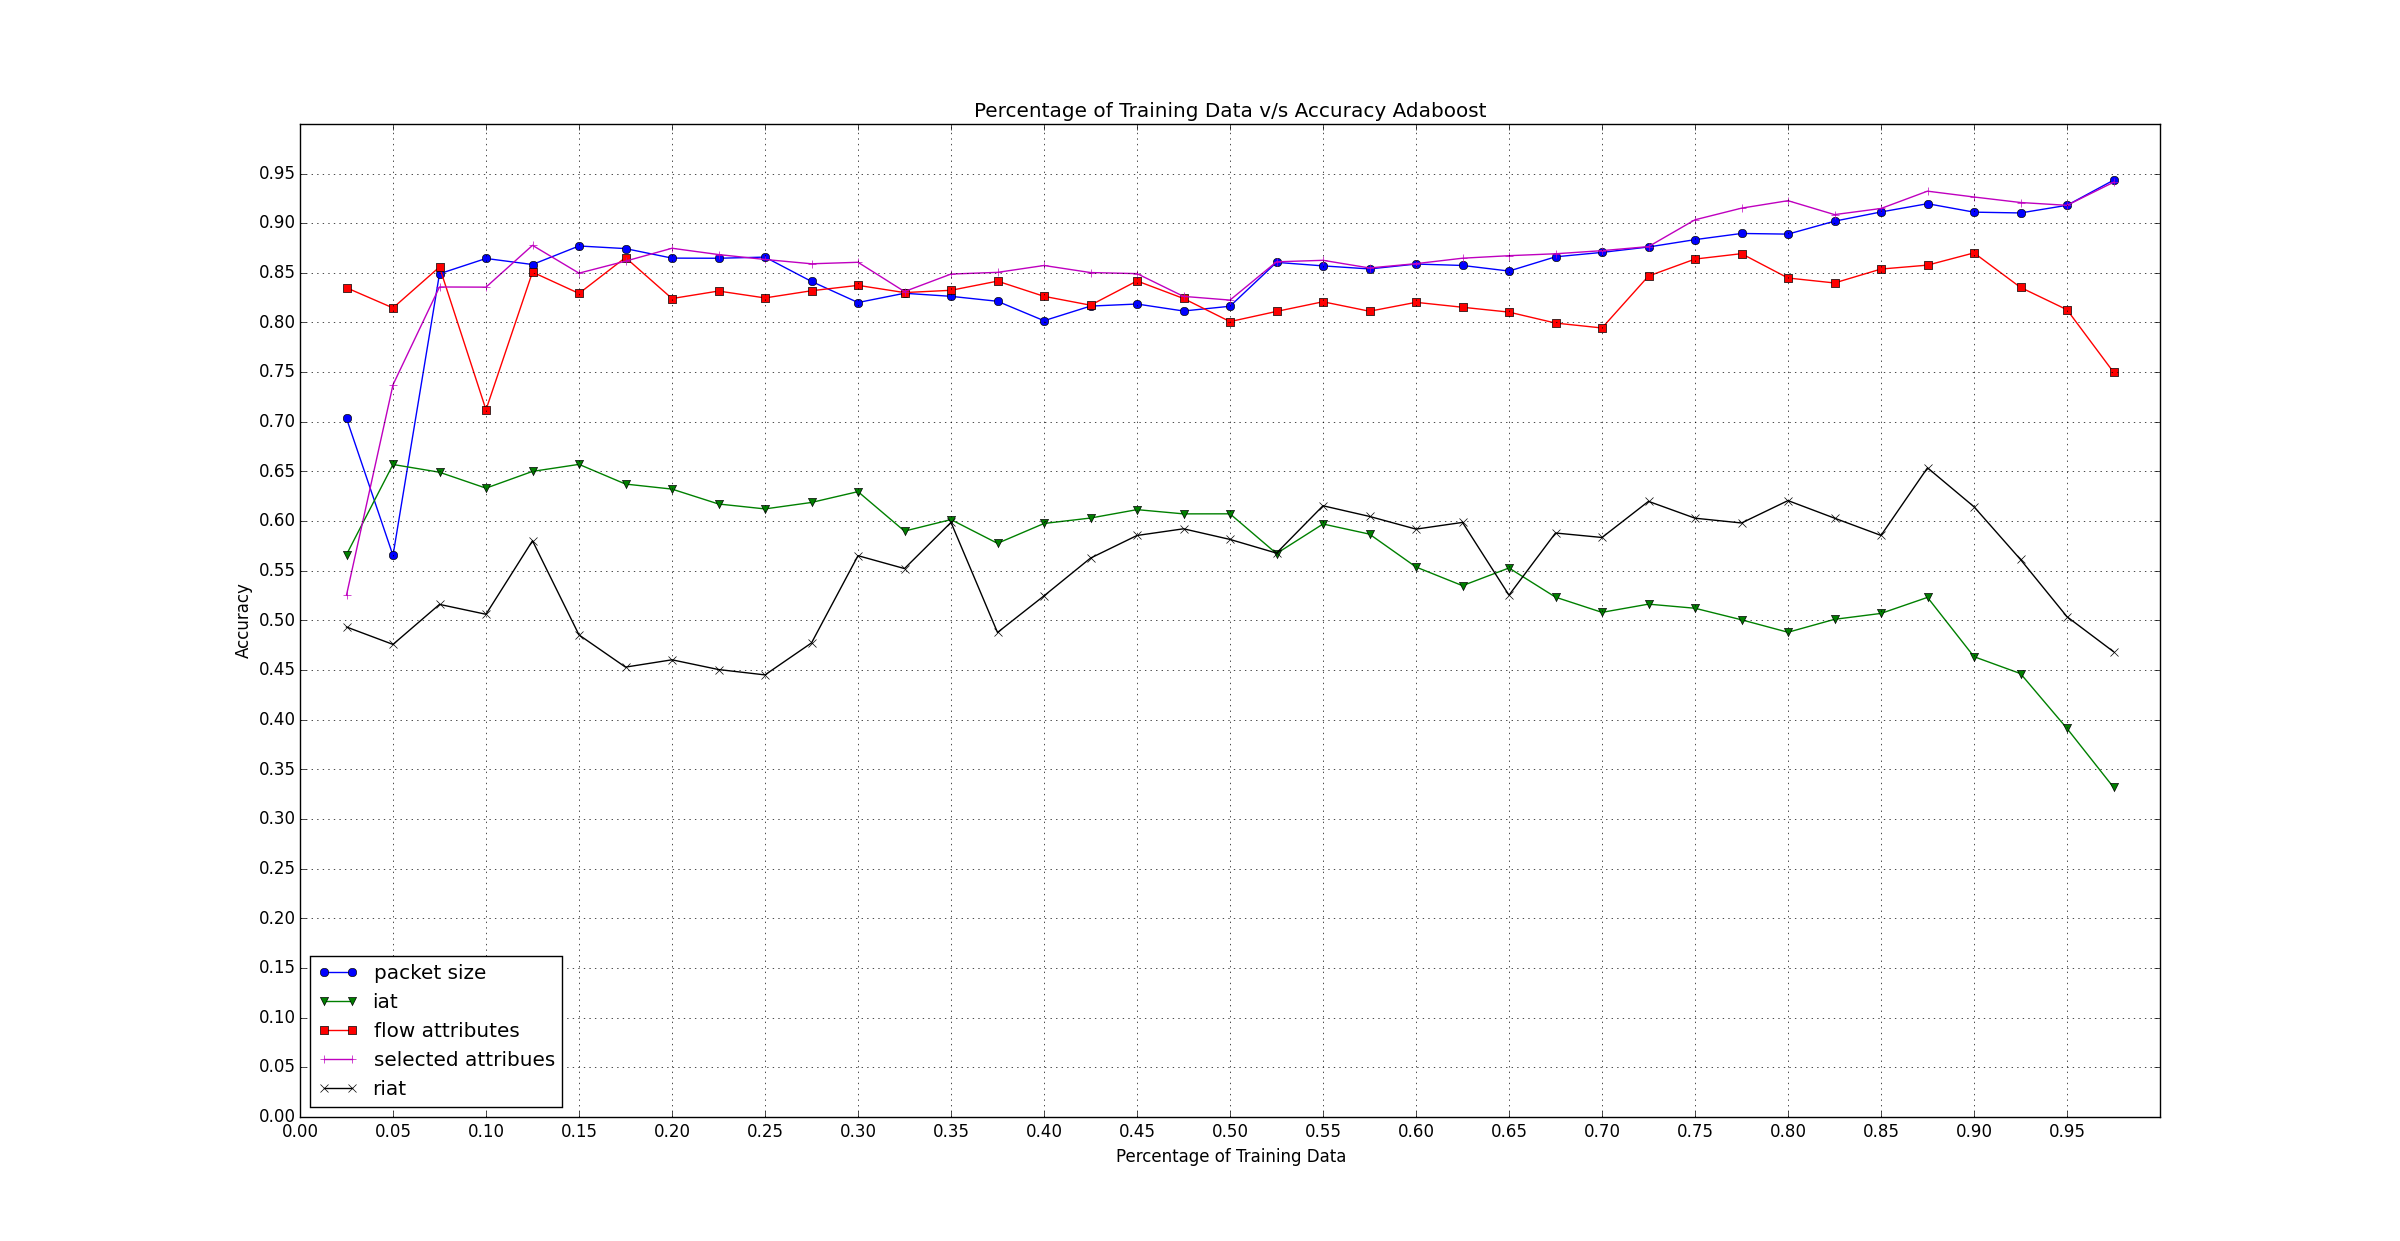 Percentage of Training Data v/s Accuracy Adaboost
0.95
0.90
0.85
0.80
0.75
0.70
0.65
0.60
0.55
0.50
0.45
0.40
0.35
0.30
0.25
0.20
0.15
0.10
0.05
0.00
Accuracy
packet size
iat
flow attributes
selected attribues
riat
0.00 0.05 0.10 0.15 0.20 0.25 0.30 0.35 0.40 0.45 0.50 0.55 0.60 0.65 0.70 0.75 0.80 0.85 0.90 0.95
Percentage of Training Data